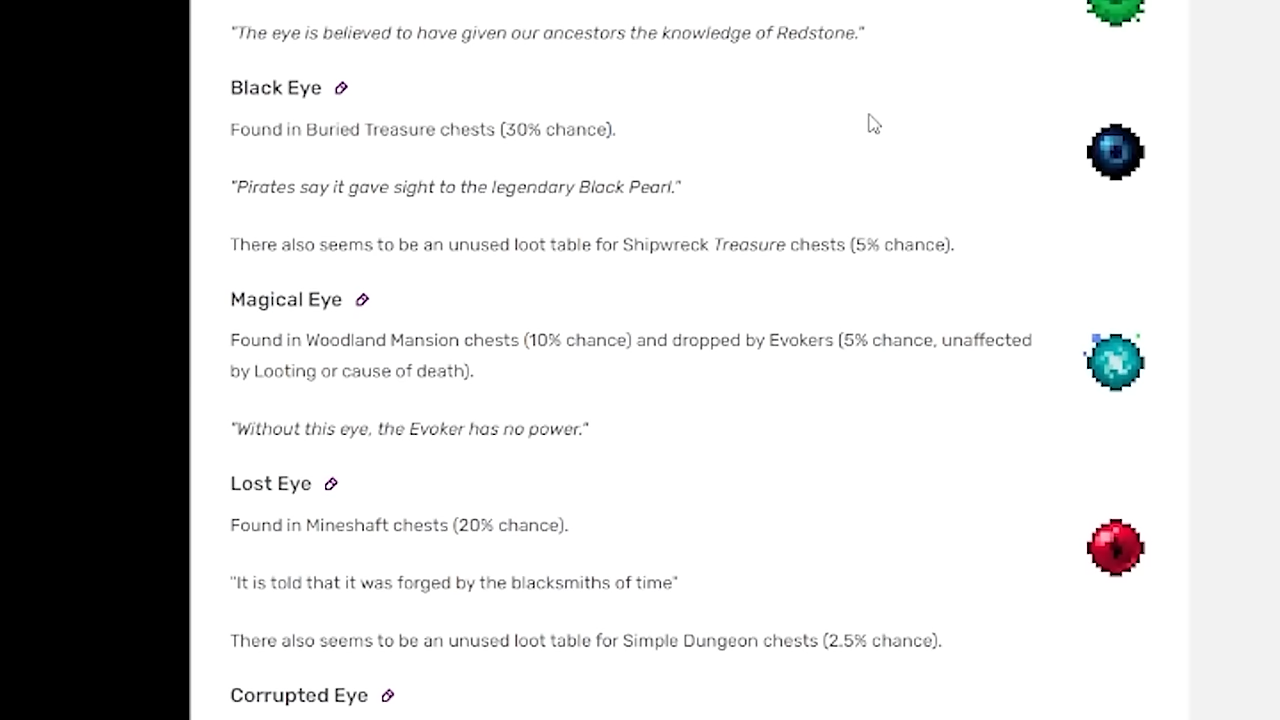 "The eye is believed to have given our ancestors the knowledge of Redstone."
Black Eye
Found in Buried Treasure chests (30% chance).
"Pirates say it gave sight to the legendary Black Pearl."
There also seems to be an unused loot table for Shipwreck Treasure chests (5% chance).
Magical Eye
Found in Woodland Mansion chests (10% chance) and dropped by Evokers (5% chance, unaffected
by Looting or cause of death).
"Without this eye, the Evoker has no power."
Lost Eye
Found in Mineshaft chests (20% chance).
"It is told that it was forged by the blacksmiths of time"
There also seems to be an unused loot table for Simple Dungeon chests (2.5% chance).
Corrupted Eye